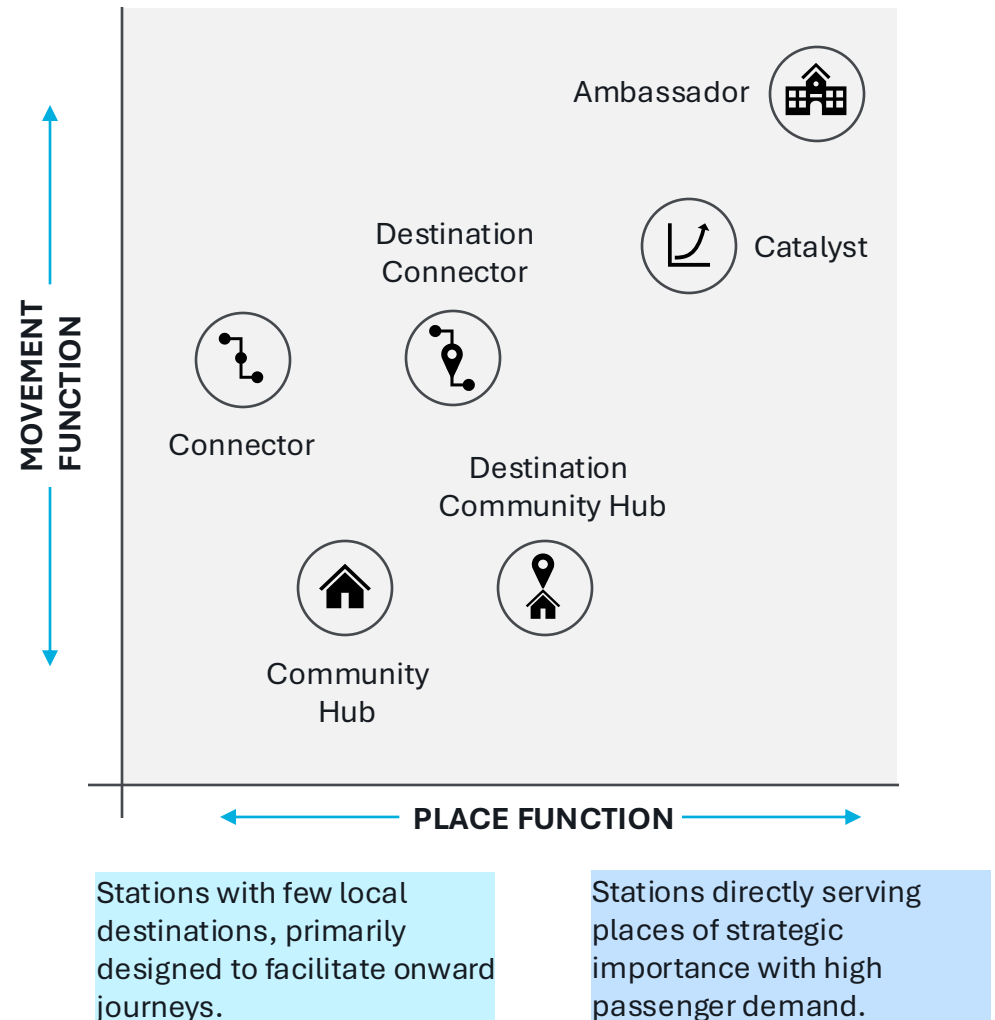 Ambassador
Destination
Connector
Catalyst
MOVEMENT
FUNCTION
Connector
Destination
Community Hub
Community
Hub
PLACE FUNCTION
Stations with few local
destinations, primarily
designed to facilitate onward
journeys.
Stations directly serving
places of strategic
importance with high
passenger demand.